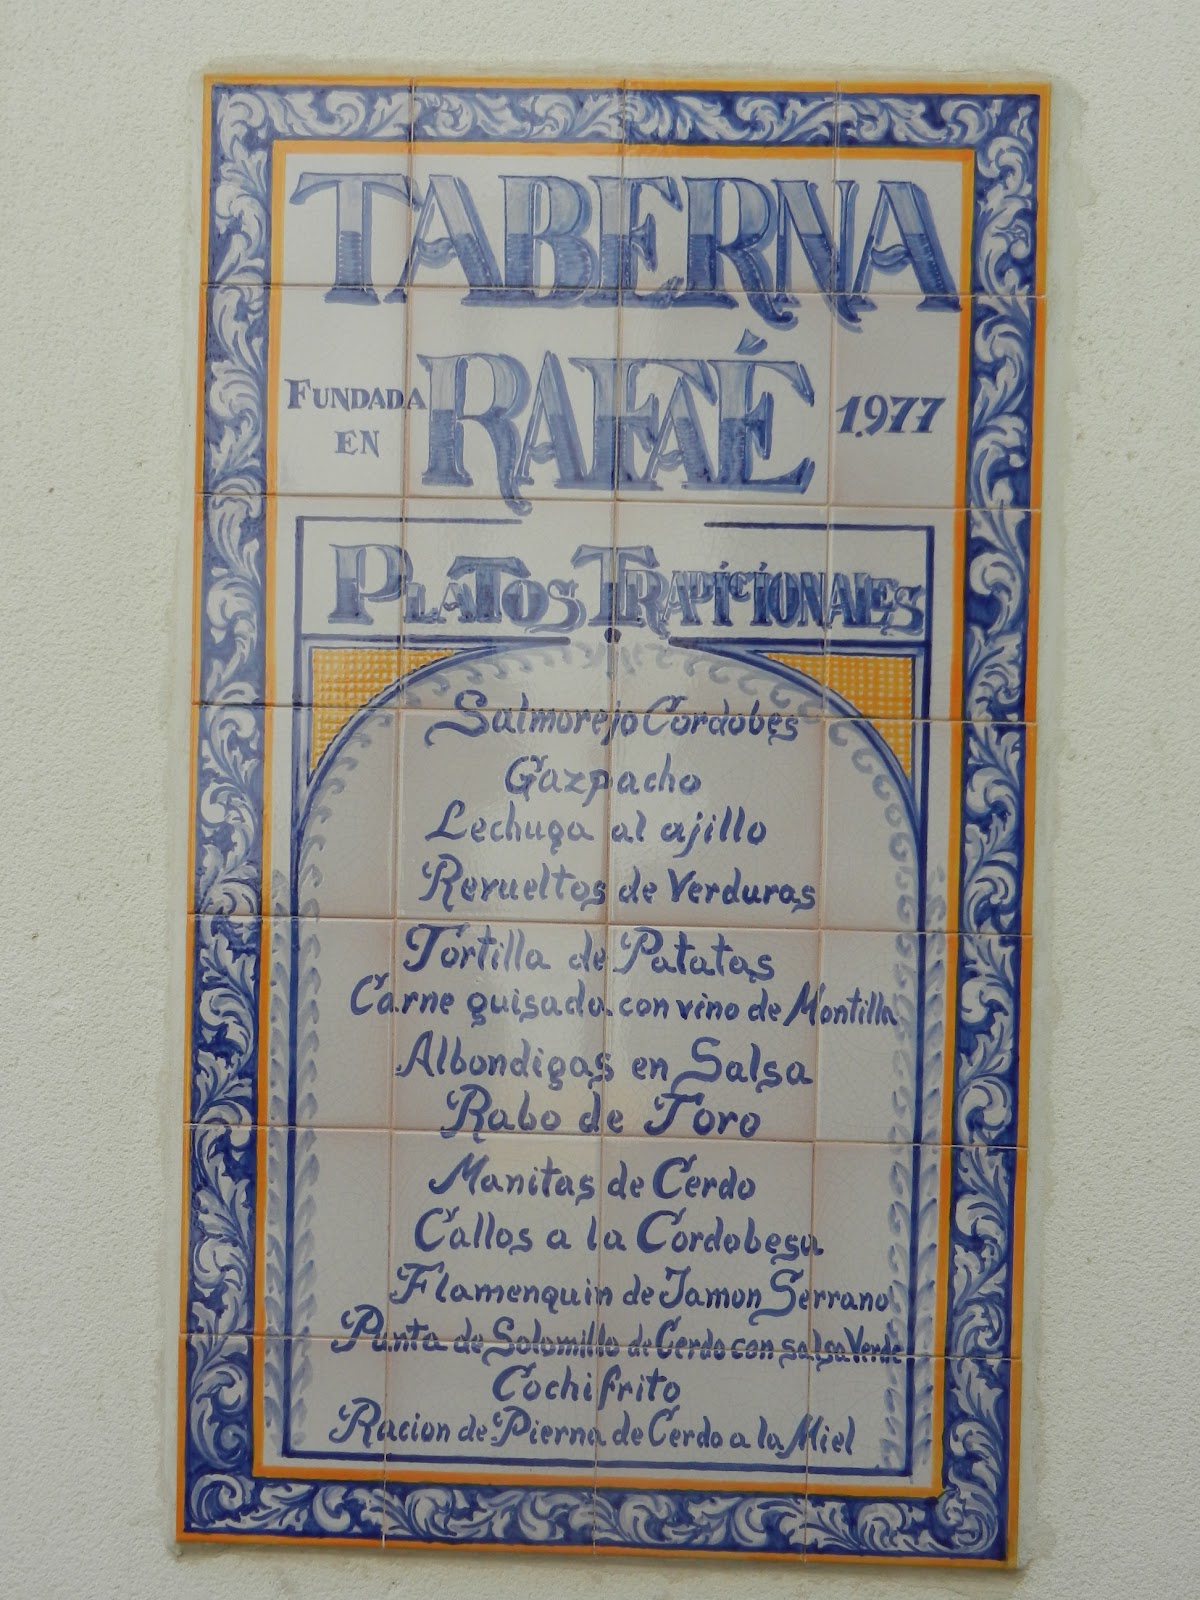 TABERNA
FUNDADA EN RAFAÉ 1.977
PLATOS TRADICIONALES
Salmorejo Cordobes
Gazpacho
Lechuga al ajillo
Revueltos de Verduras
Tortilla de Patatas
Carne guisada con vino de Montilla
Albondigas en Salsa
Rabo de Toro
Manitas de Cerdo
Callos a la Cordobesa
Flamenquin de Jamon Serrano
Punta de Solomillo de Cerdo con salsa Verde
Cochifrito
Racion de Pierna de Cerdo a la Miel